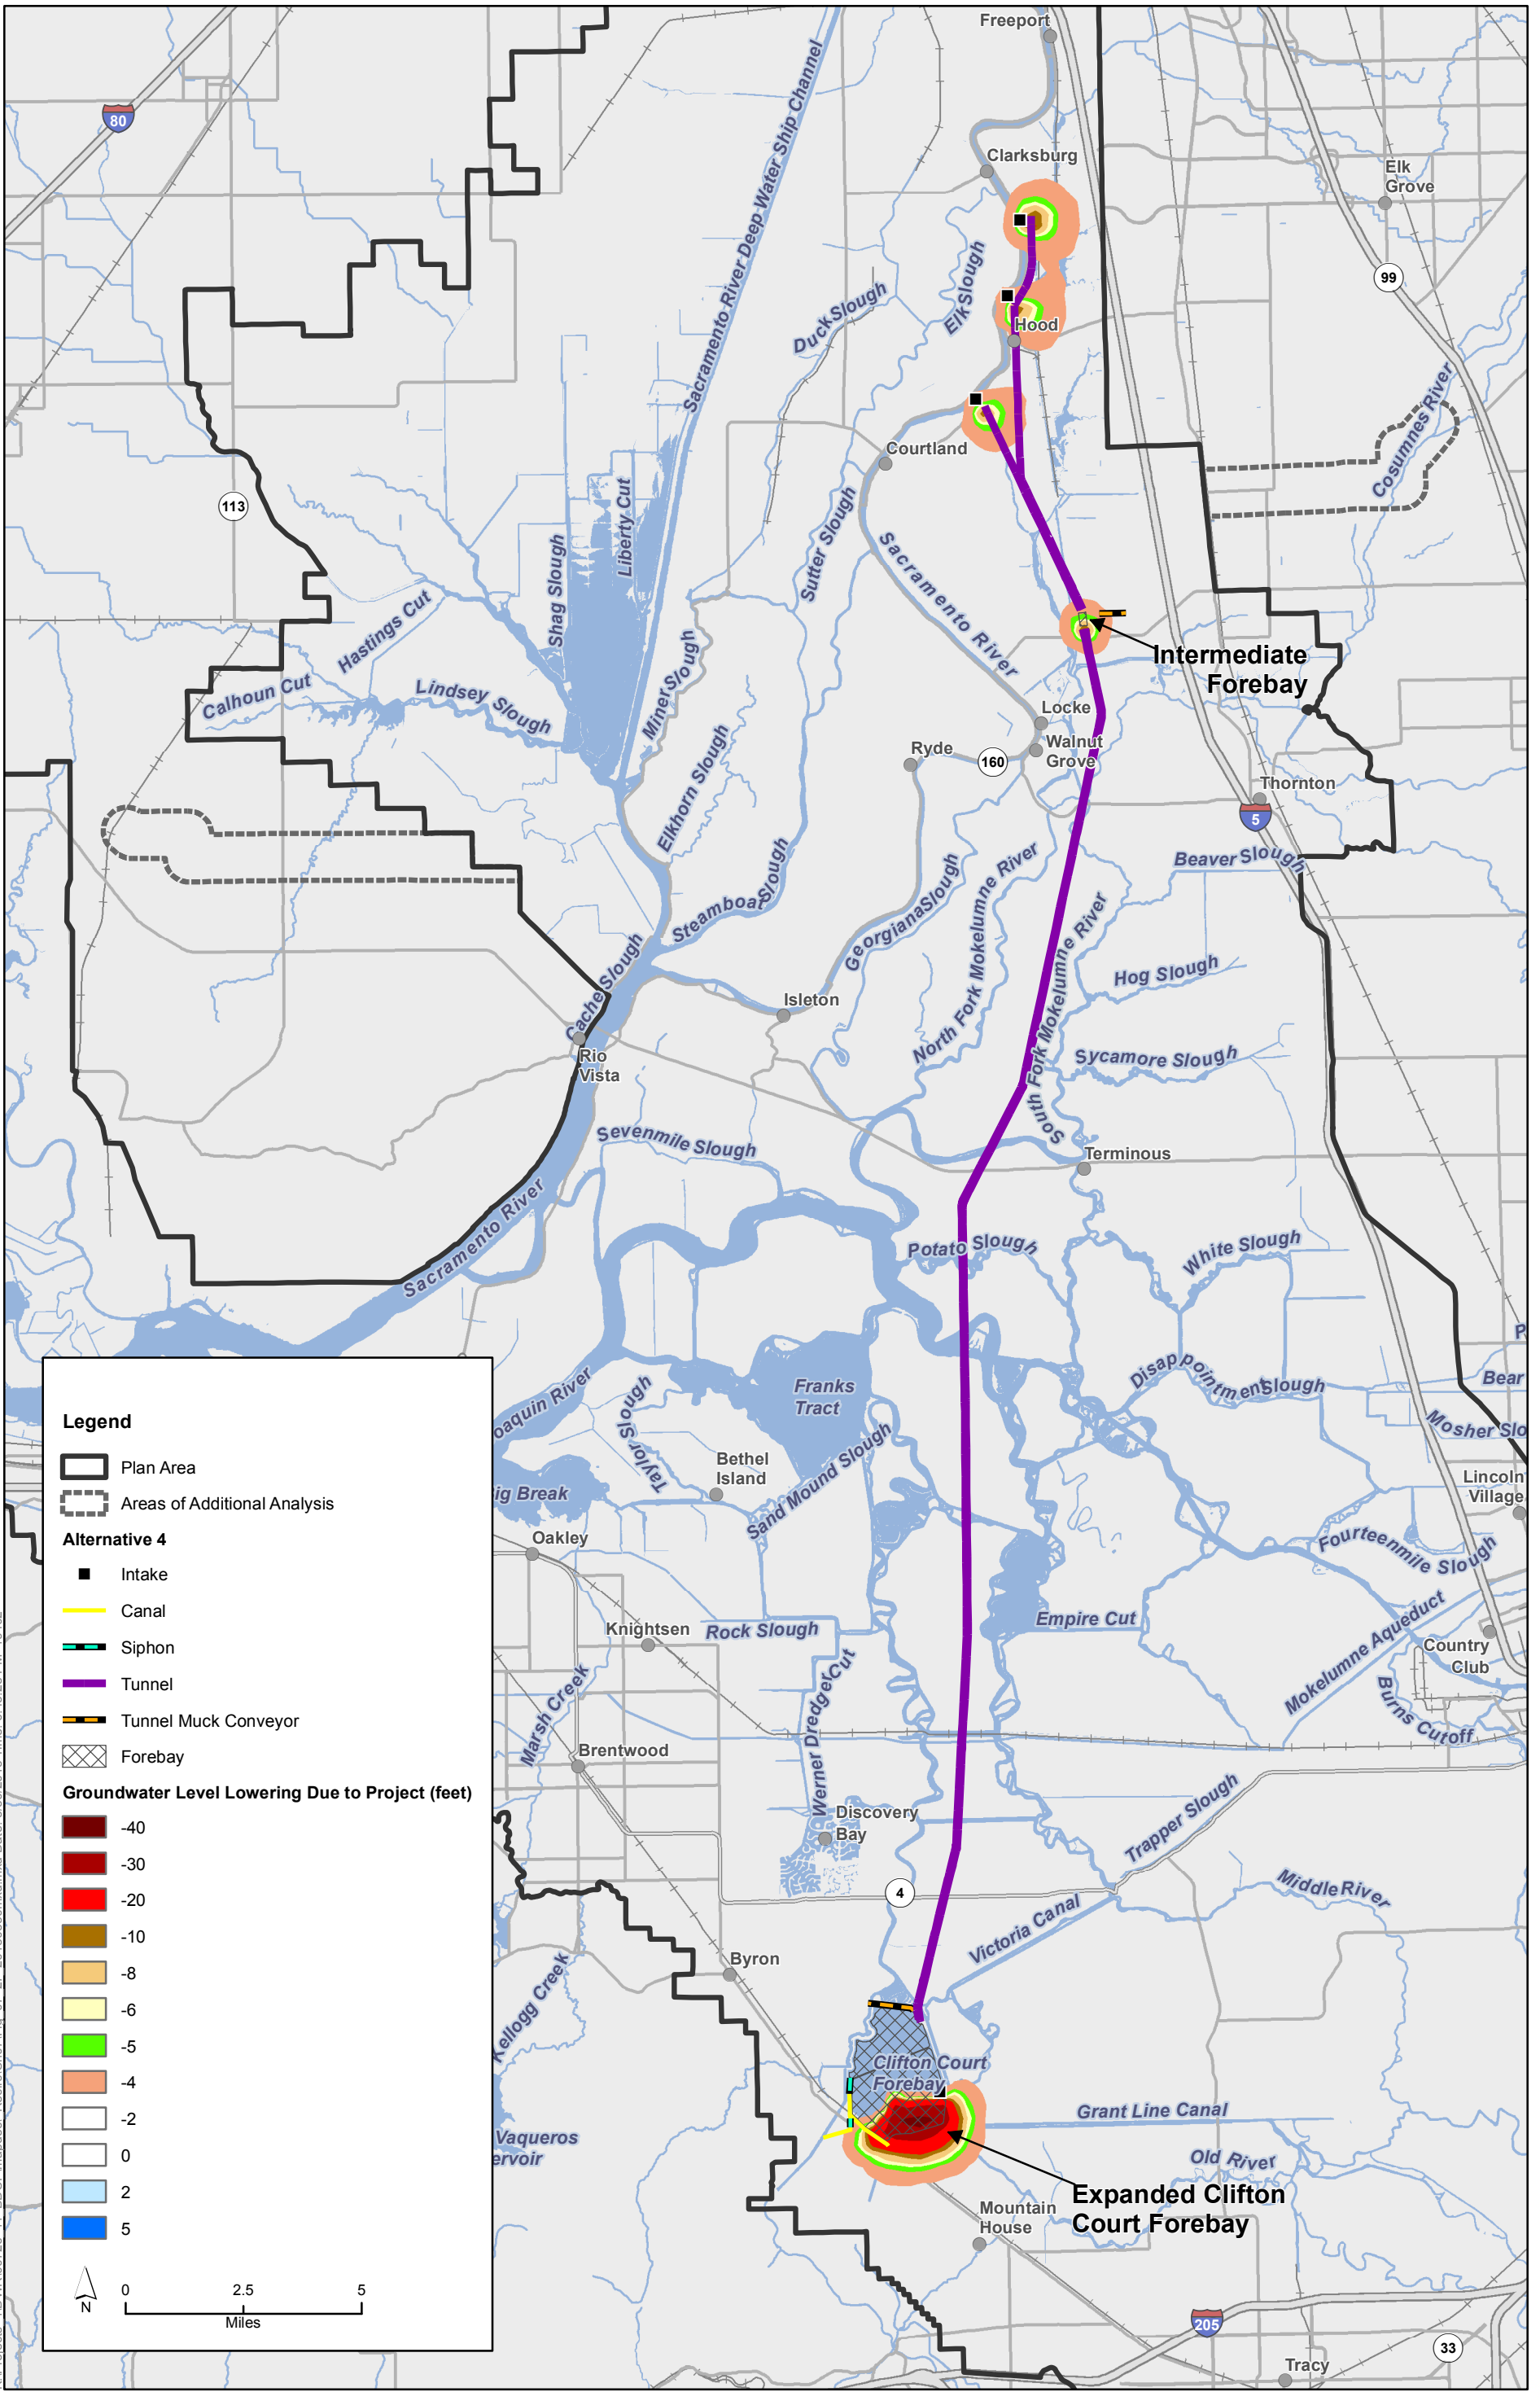 Freeport
Sacramento River Deep Water Ship Channel
80
Clarksburg
Elk
Grove
99
Elk Slough
Duck Slough
Hood
Cosumnes River
Courtland
113
Liberty Cut
Shag Slough
Sutter Slough
Sacramento River
Hastings Cut
Intermediate
Forebay
Calhoun Cut
Lindsey Slough
Miner Slough
Locke
Walnut
Grove
Ryde
160
Thornton
5
Elkhorn Slough
Beaver Slough
Steamboat Slough
Georgiana Slough
North Fork Mokelumne River
South Fork Mokelumne River
Hog Slough
Cache Slough
Isleton
Rio
Vista
Sycamore Slough
Sevenmile Slough
Terminous
Sacramento River
Potato Slough
White Slough
Franks
Tract
Disappointment Slough
Bear
Mosher Slo
oaquin River
Taylor Slough
Bethel
Island
Sand Mound Slough
Lincoln
Village
ig Break
Oakley
Fourteenmile Slough
Knightsen
Rock Slough
Empire Cut
Mokelumne Aqueduct
Country
Club
Burns Cutoff
Marsh Creek
Werner Dredger Cut
Brentwood
Discovery
Bay
Trapper Slough
4
Middle River
Victoria Canal
Byron
Kellogg Creek
Clifton Court
Forebay
Grant Line Canal
Vaqueros
ervoir
Old River
Expanded Clifton
Court Forebay
Mountain
House
205
33
Tracy
Legend
Plan Area
Areas of Additional Analysis
Alternative 4
Intake
Canal
Siphon
Tunnel
Tunnel Muck Conveyor
Forebay
Groundwater Level Lowering Due to Project (feet)
-40
-30
-20
-10
-8
-6
-5
-4
-2
0
2
5
N
0 2.5 5
Miles